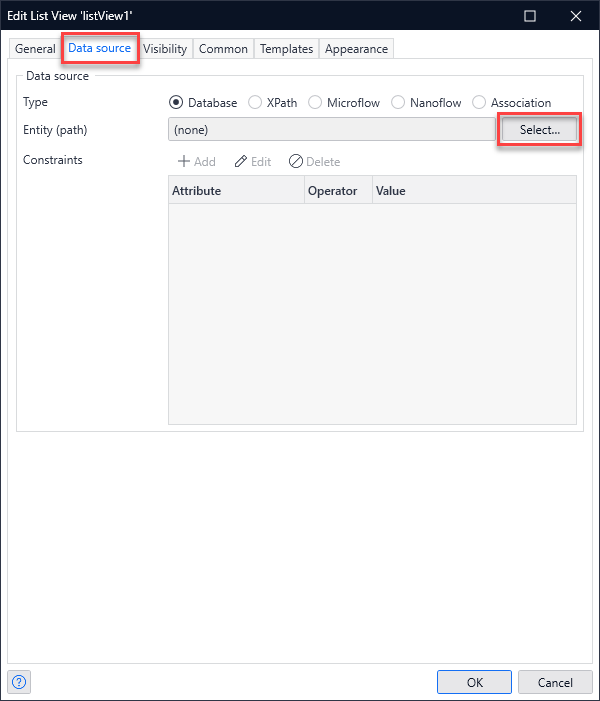 Edit List View 'listView1'
General Data source Visibility Common Templates Appearance
Data source
Type Database XPath Microflow Nanoflow Association
Entity (path) (none) Select...
Constraints Add Edit Delete
Attribute Operator Value
? OK Cancel